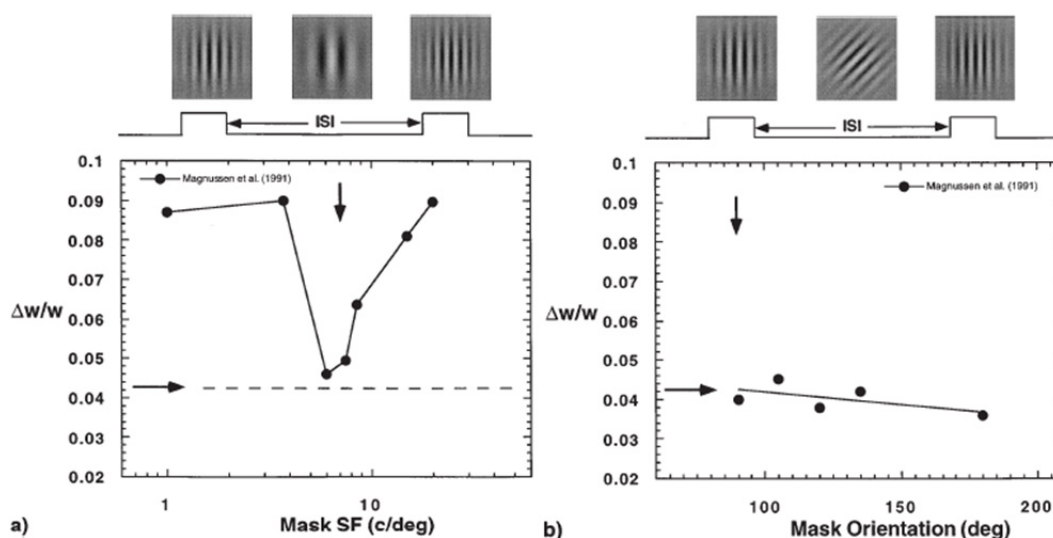 ISI
0.1
0.09
0.08
0.07
0.06
0.05
0.04
0.03
0.02
Δw/w
Magnussen et al. (1991)
1
10
Mask SF (c/deg)
a)
ISI
0.1
0.09
0.08
0.07
0.06
0.05
0.04
0.03
0.02
Δw/w
Magnussen et al. (1991)
100
150
200
Mask Orientation (deg)
b)